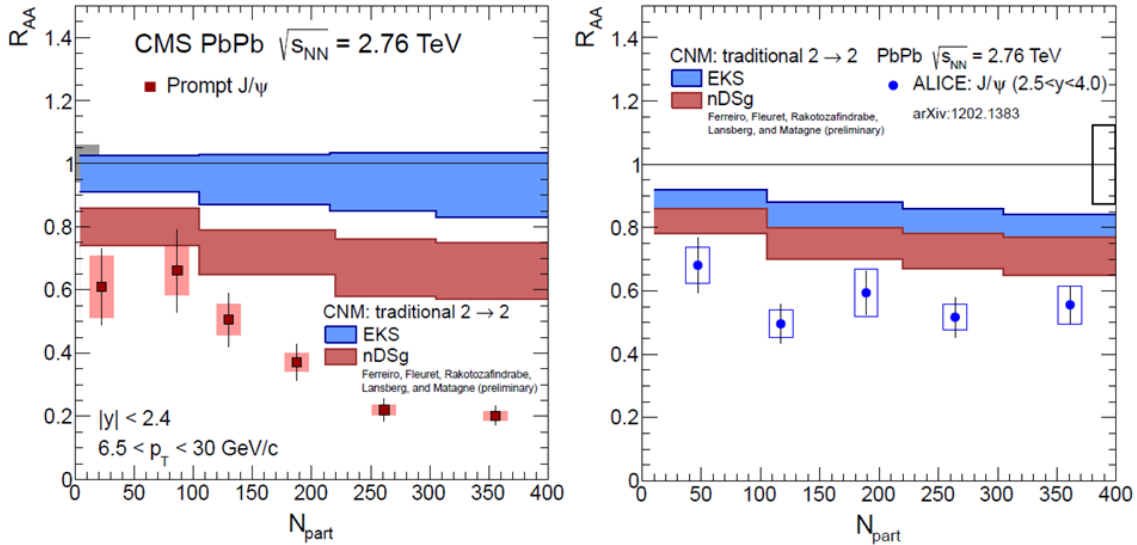 R_AA
1.4
1.2
1
0.8
0.6
0.4
0.2
0
CMS PbPb √s_NN = 2.76 TeV
Prompt J/ψ
CNM: traditional 2 → 2
EKS
nDSg
Ferreiro, Fleuret, Rakotozafindrabe,
Lansberg, and Matagne (preliminary)
|y| < 2.4
6.5 < p_T < 30 GeV/c
0 50 100 150 200 250 300 350 400
N_part
R_AA
1.4
1.2
1
0.8
0.6
0.4
0.2
0
CNM: traditional 2 → 2 PbPb √s_NN = 2.76 TeV
EKS
nDSg
ALICE: J/ψ (2.5<y<4.0)
Ferreiro, Fleuret, Rakotozafindrabe,
Lansberg, and Matagne (preliminary)
arXiv:1202.1383
0 50 100 150 200 250 300 350 400
N_part